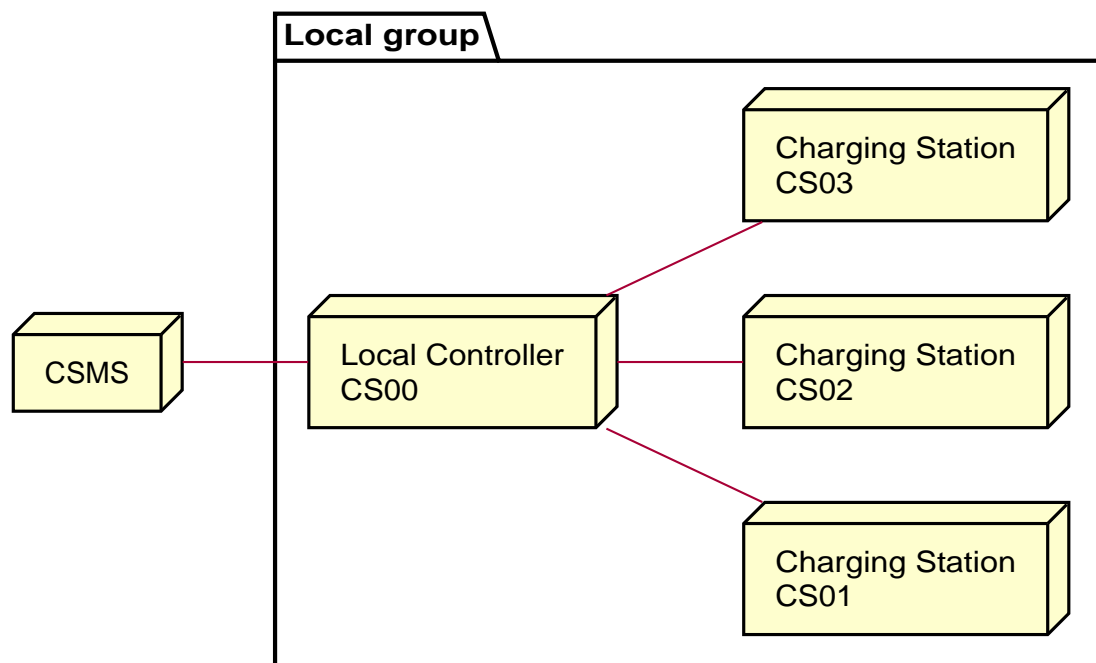 Local group
Charging Station
CS03
CSMS
Local Controller
CS00
Charging Station
CS02
Charging Station
CS01